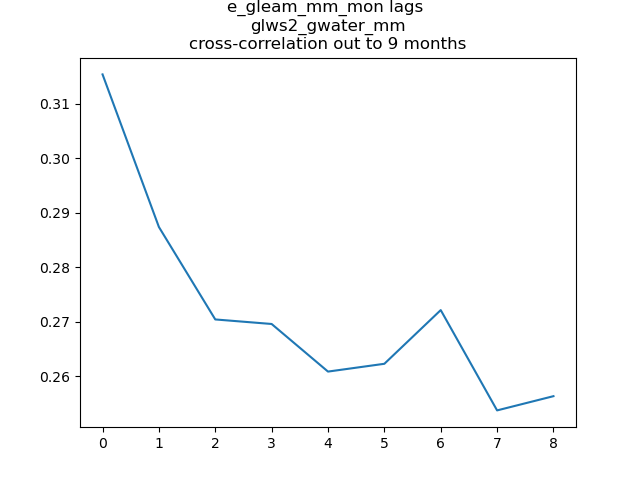 e_gleam_mm_mon lags
glws2_gwater_mm
cross-correlation out to 9 months
0.31
0.30
0.29
0.28
0.27
0.26
0 1 2 3 4 5 6 7 8